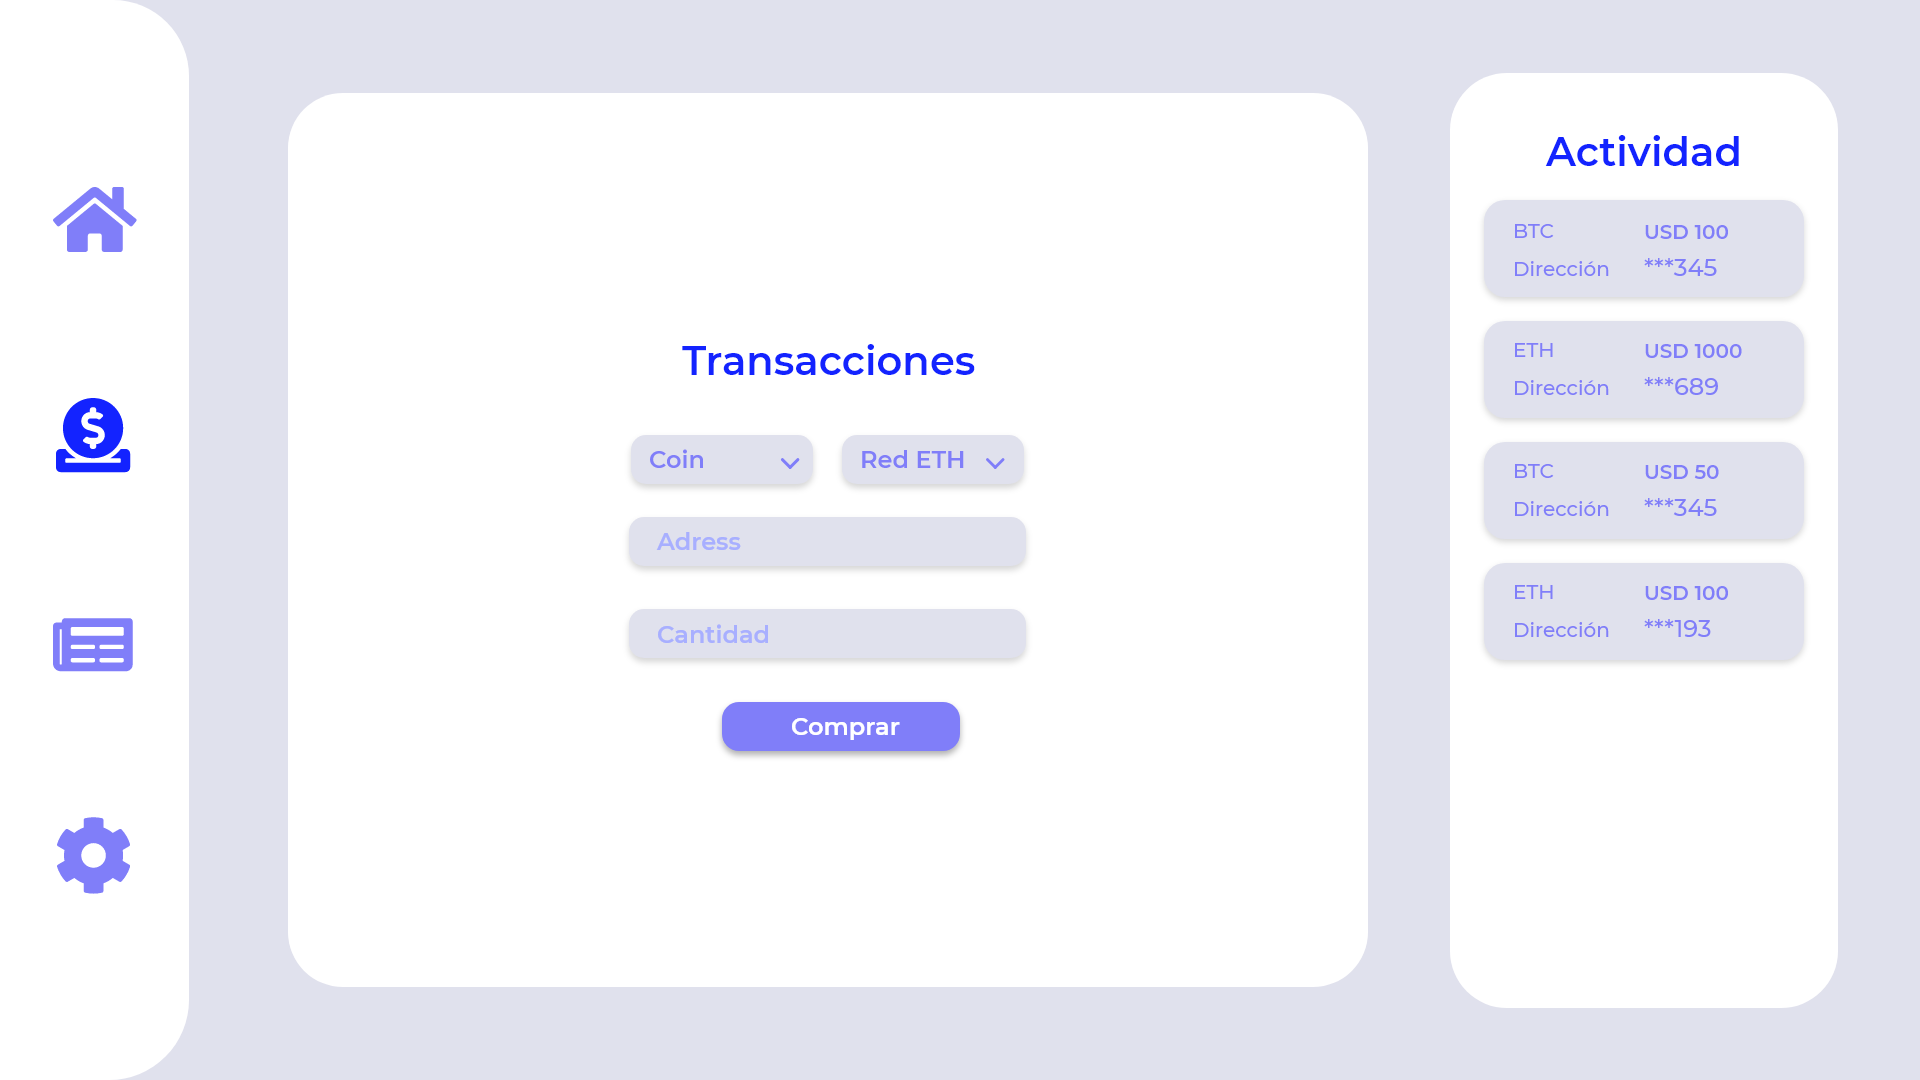 Transacciones
Coin
Red ETH
Adress
Cantidad
Comprar
Actividad
BTC USD 100
Dirección ***345
ETH USD 1000
Dirección ***689
BTC USD 50
Dirección ***345
ETH USD 100
Dirección ***193